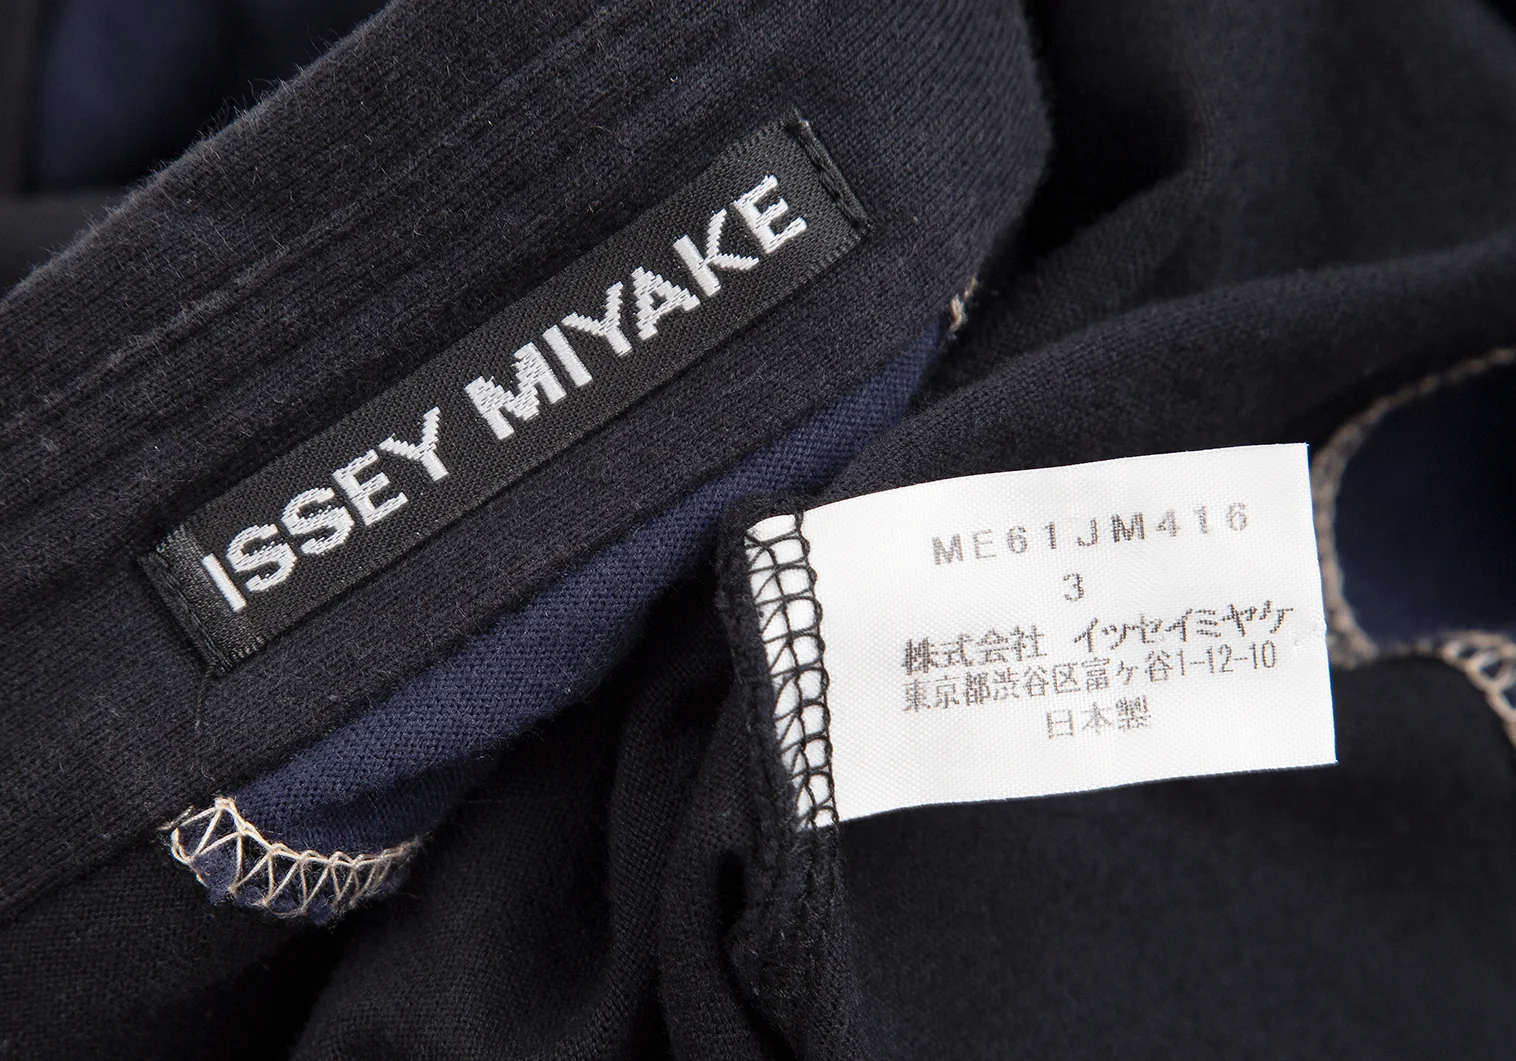 ISSEY MIYAKE
ME61JM416
3
株式会社 イッセイミヤケ
東京都渋谷区富ヶ谷1-12-10
日本製